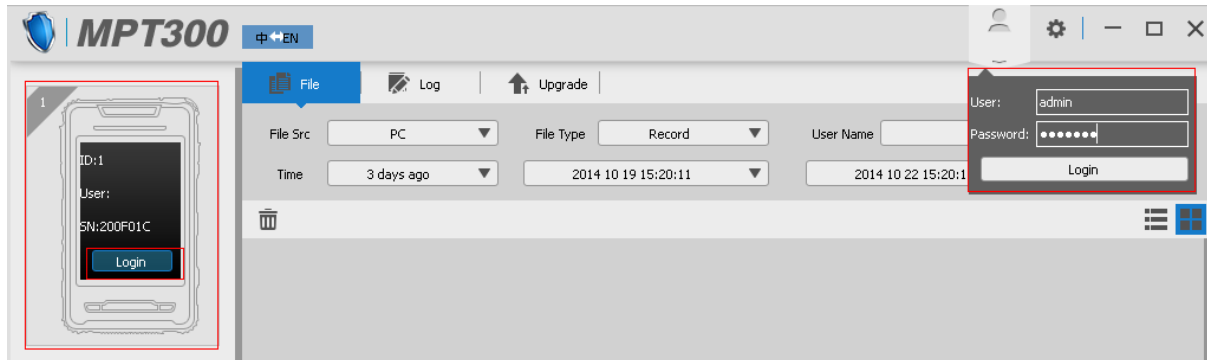 MPT300
中 EN
1
ID:1
User:
SN:200F01C
Login
File
Log
Upgrade
File Src
PC
File Type
Record
User Name
Time
3 days ago
2014 10 19 15:20:11
2014 10 22 15:20:1
User:
admin
Password:
●●●●●●●
Login